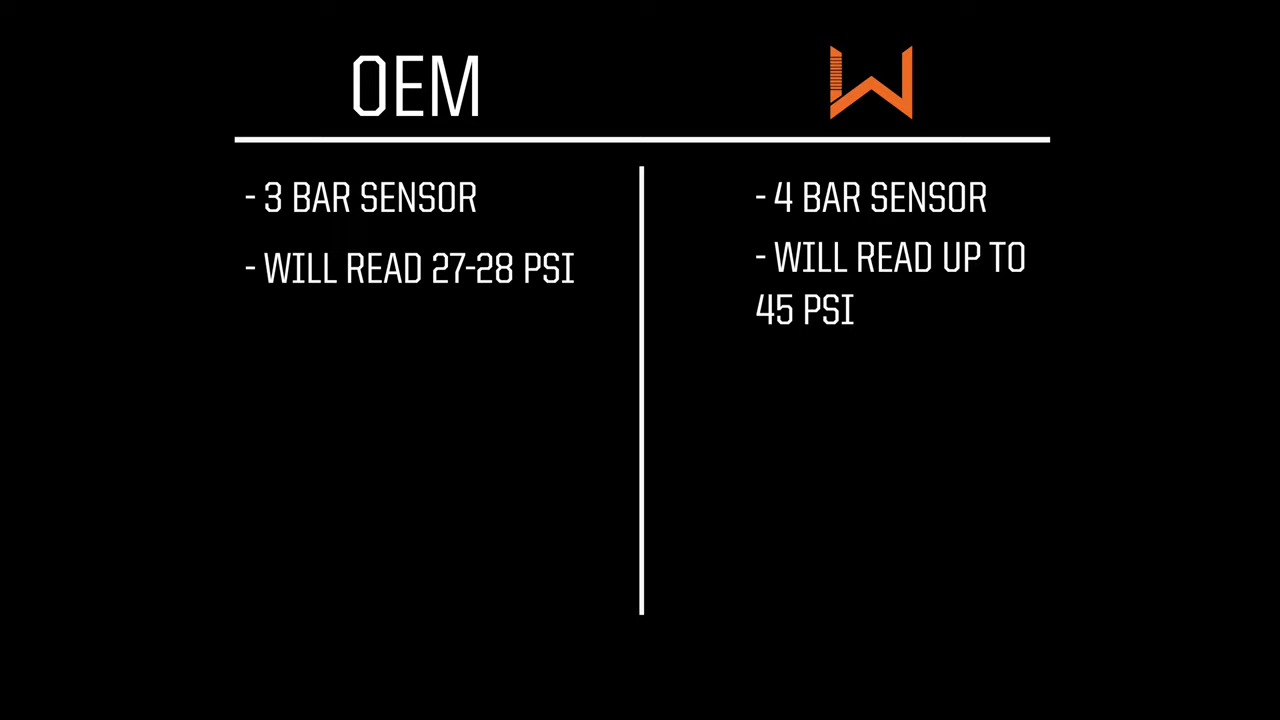 OEM
W
- 3 BAR SENSOR
- WILL READ 27-28 PSI
- 4 BAR SENSOR
- WILL READ UP TO
45 PSI